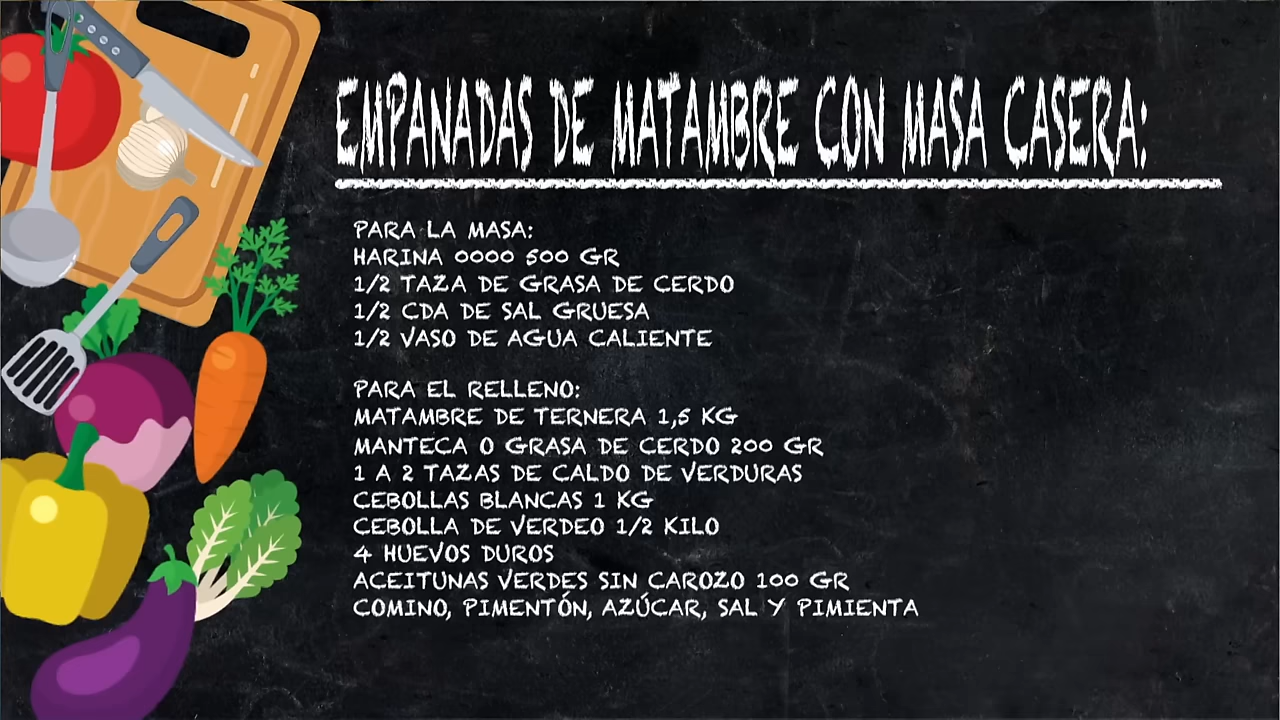 EMPANADAS DE MATAMBRE CON MASA CASERA:
PARA LA MASA:
HARINA 0000 500 GR
1/2 TAZA DE GRASA DE CERDO
1/2 CDA DE SAL GRUESA
1/2 VASO DE AGUA CALIENTE
PARA EL RELLENO:
MATAMBRE DE TERNERA 1,5 KG
MANTECA O GRASA DE CERDO 200 GR
1 A 2 TAZAS DE CALDO DE VERDURAS
CEBOLLAS BLANCAS 1 KG
CEBOLLA DE VERDEO 1/2 KILO
4 HUEVOS DUROS
ACEITUNAS VERDES SIN CAROZO 100 GR
COMINO, PIMENTÓN, AZÚCAR, SAL Y PIMIENTA